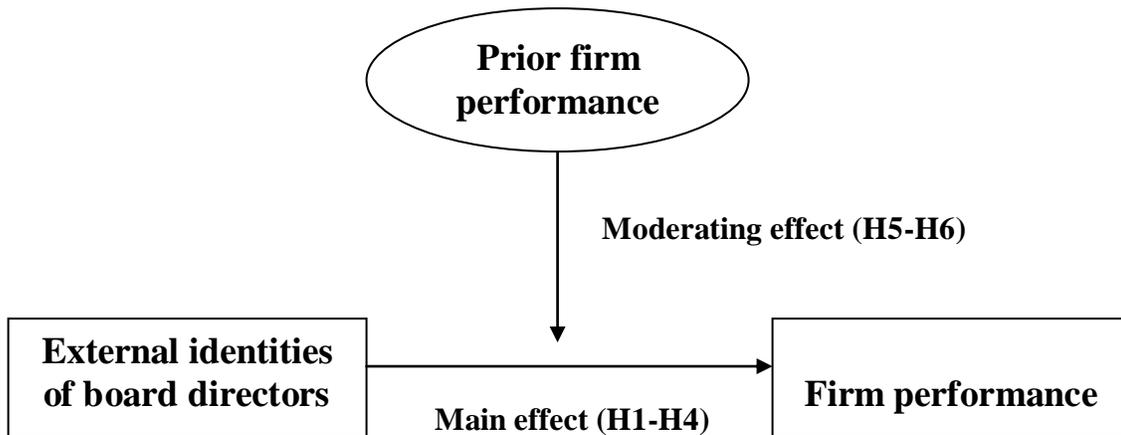 Prior firm
performance
Moderating effect (H5-H6)
External identities
of board directors
Main effect (H1-H4)
Firm performance